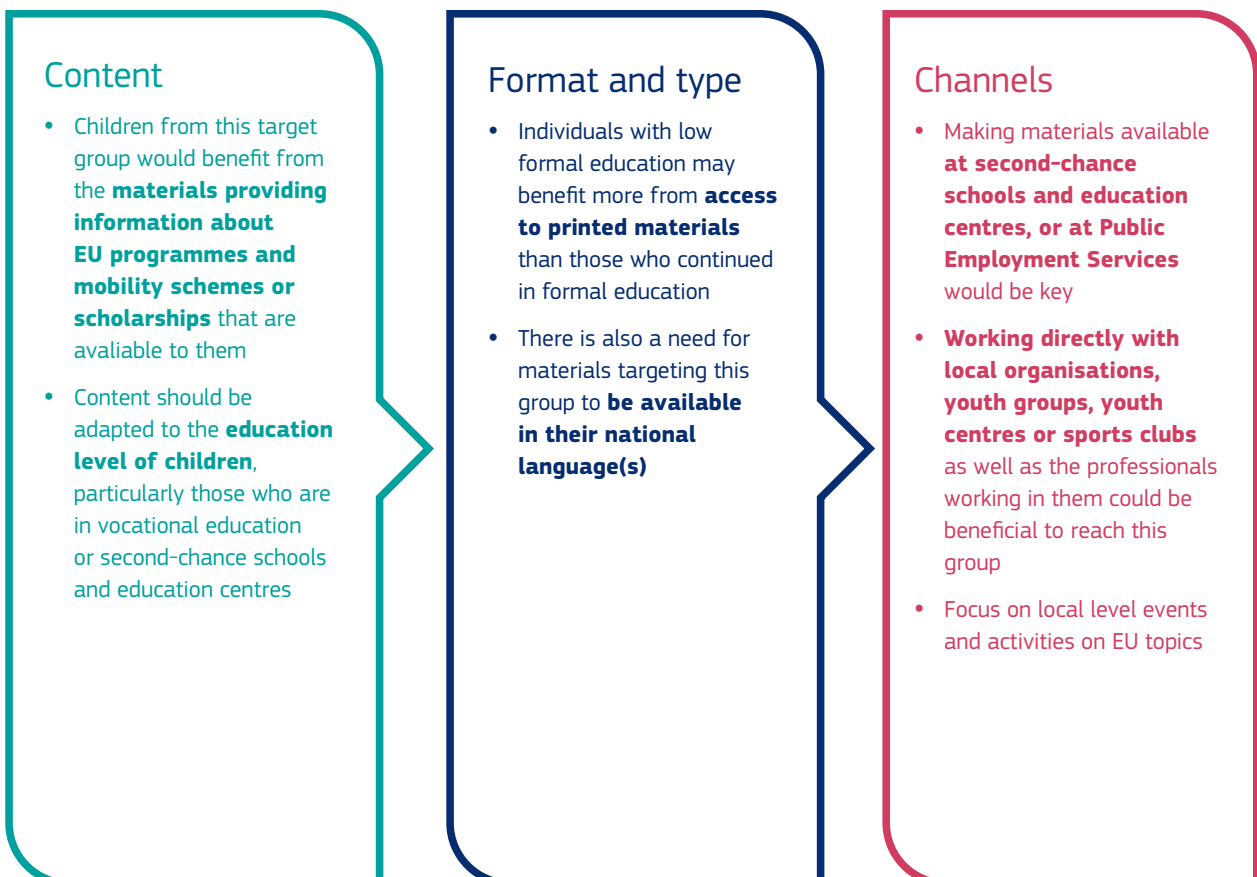 Content
• Children from this target
group would benefit from
the materials providing
information about
EU programmes and
mobility schemes or
scholarships that are
avaliable to them
• Content should be
adapted to the education
level of children,
particularly those who are
in vocational education
or second-chance schools
and education centres
Format and type
• Individuals with low
formal education may
benefit more from access
to printed materials
than those who continued
in formal education
• There is also a need for
materials targeting this
group to be available
in their national
language(s)
Channels
• Making materials available
at second-chance
schools and education
centres, or at Public
Employment Services
would be key
• Working directly with
local organisations,
youth groups, youth
centres or sports clubs
as well as the professionals
working in them could be
beneficial to reach this
group
• Focus on local level events
and activities on EU topics